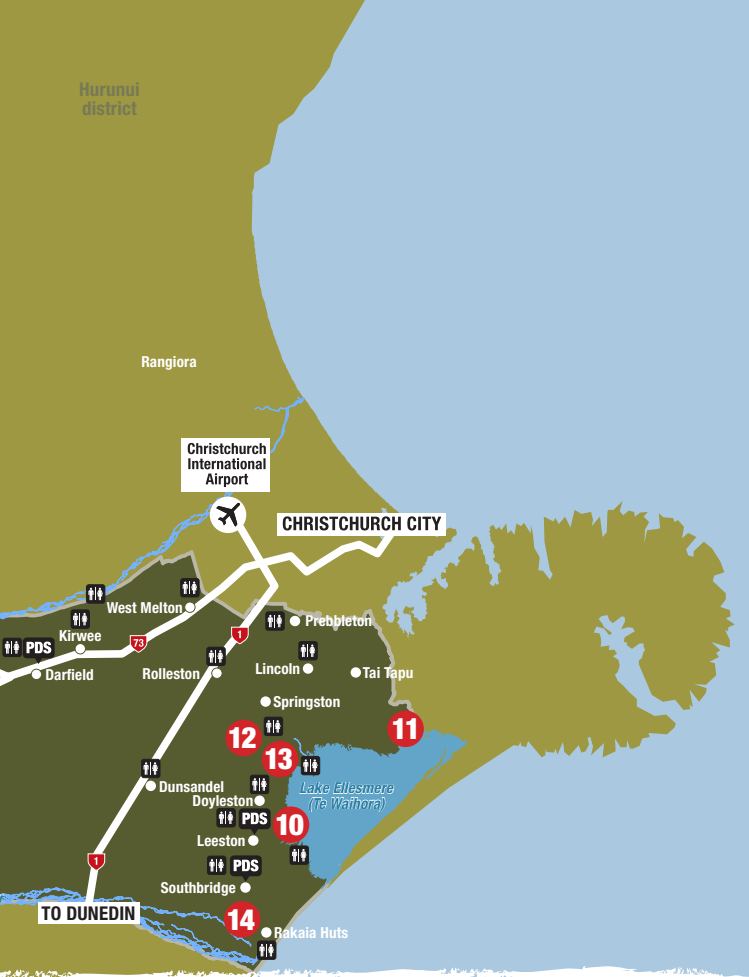 Hurunui
district
Rangiora
Christchurch
International
Airport
CHRISTCHURCH CITY
West Melton
Prebbleton
1
Kirwee
73
PDS
Darfield
Rolleston
Lincoln
Tai Tapu
Springston
11
12
13
Dunsandel
Lake Ellesmere
(Te Waihora)
Doyleston
PDS
10
Leeston
1
PDS
Southbridge
TO DUNEDIN
14
Rakaia Huts